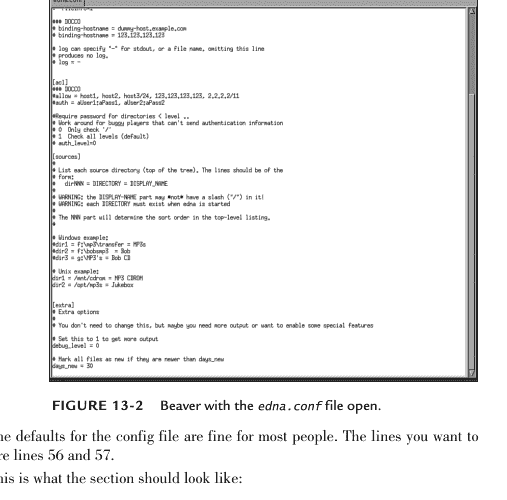 edna.conf
### DOCCO
# binding-hostname = dummy-host.example.com
# binding-hostname = 123.123.123.123
# log can specify "-" for stdout, or a file name, omitting this line
# produces no log.
# log = -
[acl]
### DOCCO
#allow = host1, host2, host3/24, 123.123.123.123, 2.2.2.2/11
#auth = aUser1:aPass1, aUser2:aPass2
#Require password for directories < level ..
# Work around for buggy players that can't send authentication information
# 0  Only check '/'
# 1  Check all levels (default)
# auth_level=0
[sources]
#
# List each source directory (top of the tree). The lines should be of the
# form:
#   dirNNN = DIRECTORY = DISPLAY_NAME
#
# WARNING: the DISPLAY-NAME part may *not* have a slash ("/") in it!
# WARNING: each DIRECTORY must exist when edna is started
#
# The NNN part will determine the sort order in the top-level listing.
#
# Windows example:
#dir1 = f:\mp3\transfer = MP3s
#dir2 = f:\bobsmp3  = Bob
#dir3 = g:\MP3's = Bob CD
# Unix example:
dir1 = /mnt/cdrom = MP3 CDROM
dir2 = /opt/mp3s = Jukebox
[extra]
# Extra options
#
# You don't need to change this, but maybe you need more output or want to enable some special features
# Set this to 1 to get more output
debug_level = 0
# Mark all files as new if they are newer than days_new
days_new = 30
FIGURE 13-2 Beaver with the edna.conf file open.
he defaults for the config file are fine for most people. The lines you want to
re lines 56 and 57.
his is what the section should look like: